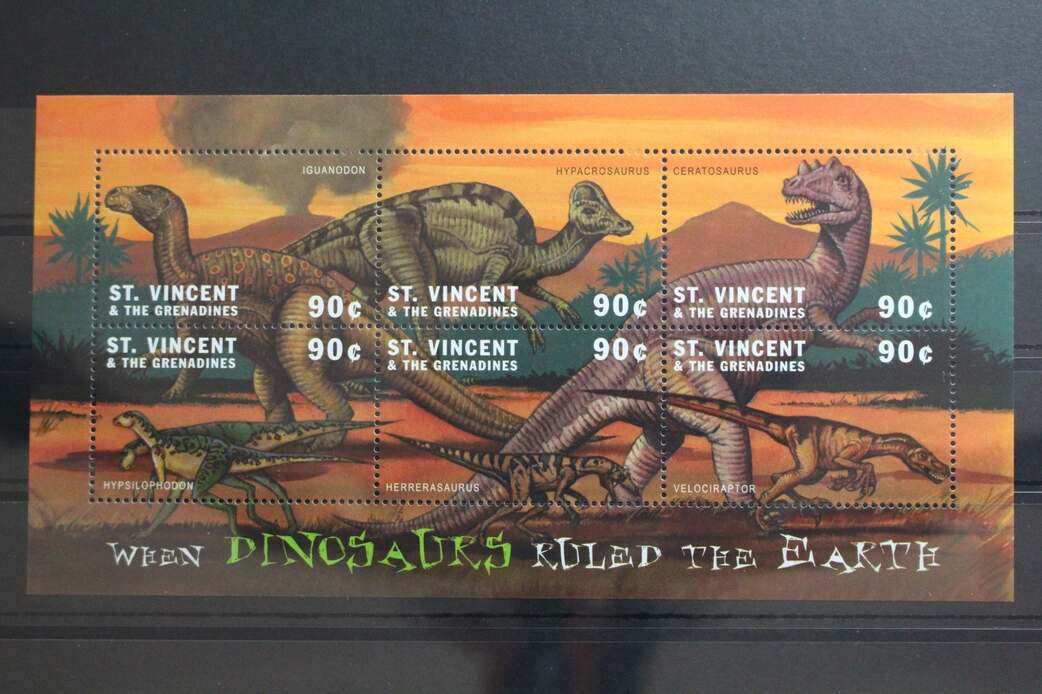 IGUANODON
HYPACROSAURUS
CERATOSAURUS
ST. VINCENT
& THE GRENADINES 90¢
ST. VINCENT
& THE GRENADINES 90¢
ST. VINCENT
& THE GRENADINES 90¢
ST. VINCENT
& THE GRENADINES 90¢
ST. VINCENT
& THE GRENADINES 90¢
ST. VINCENT
& THE GRENADINES 90¢
HYPSILOPHODON
HERRERASAURUS
VELOCIRAPTOR
WHEN DINOSAURS RULED THE EARTH